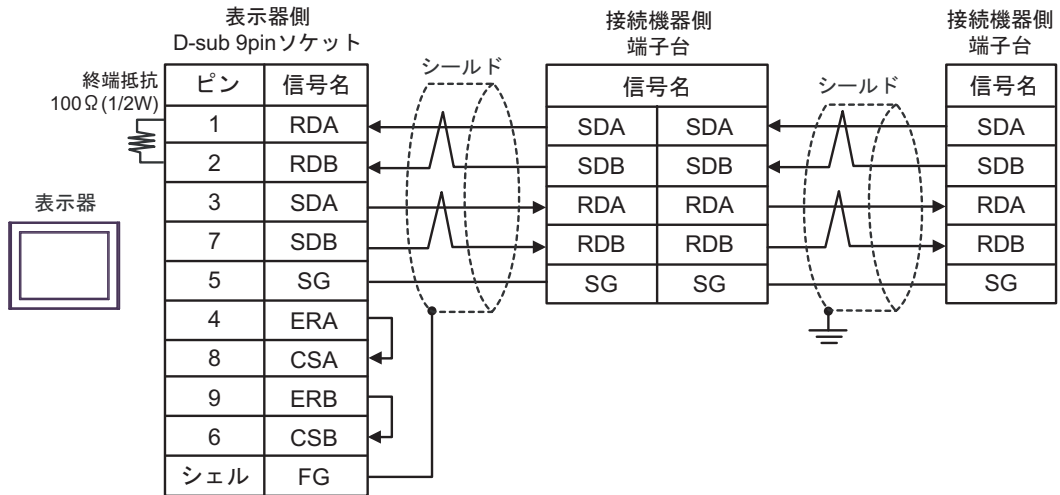 表示器側
D-sub 9pinソケット
接続機器側
端子台
接続機器側
端子台
終端抵抗
100Ω(1/2W)
ピン 信号名
シールド
信号名
シールド
信号名
1 RDA
SDA SDA
SDA
2 RDB
SDB SDB
SDB
表示器
3 SDA
RDA RDA
RDA
7 SDB
RDB RDB
RDB
5 SG
SG SG
SG
4 ERA
8 CSA
9 ERB
6 CSB
シェル FG